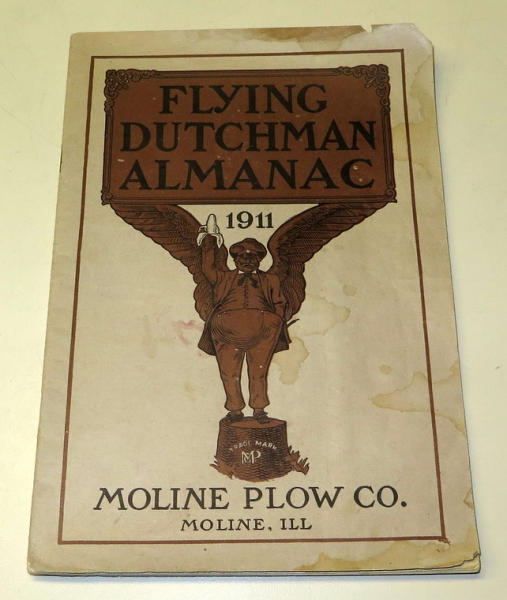 FLYING
DUTCHMAN
ALMANAC
1911
TRADE MARK
MP
MOLINE PLOW CO.
MOLINE, ILL